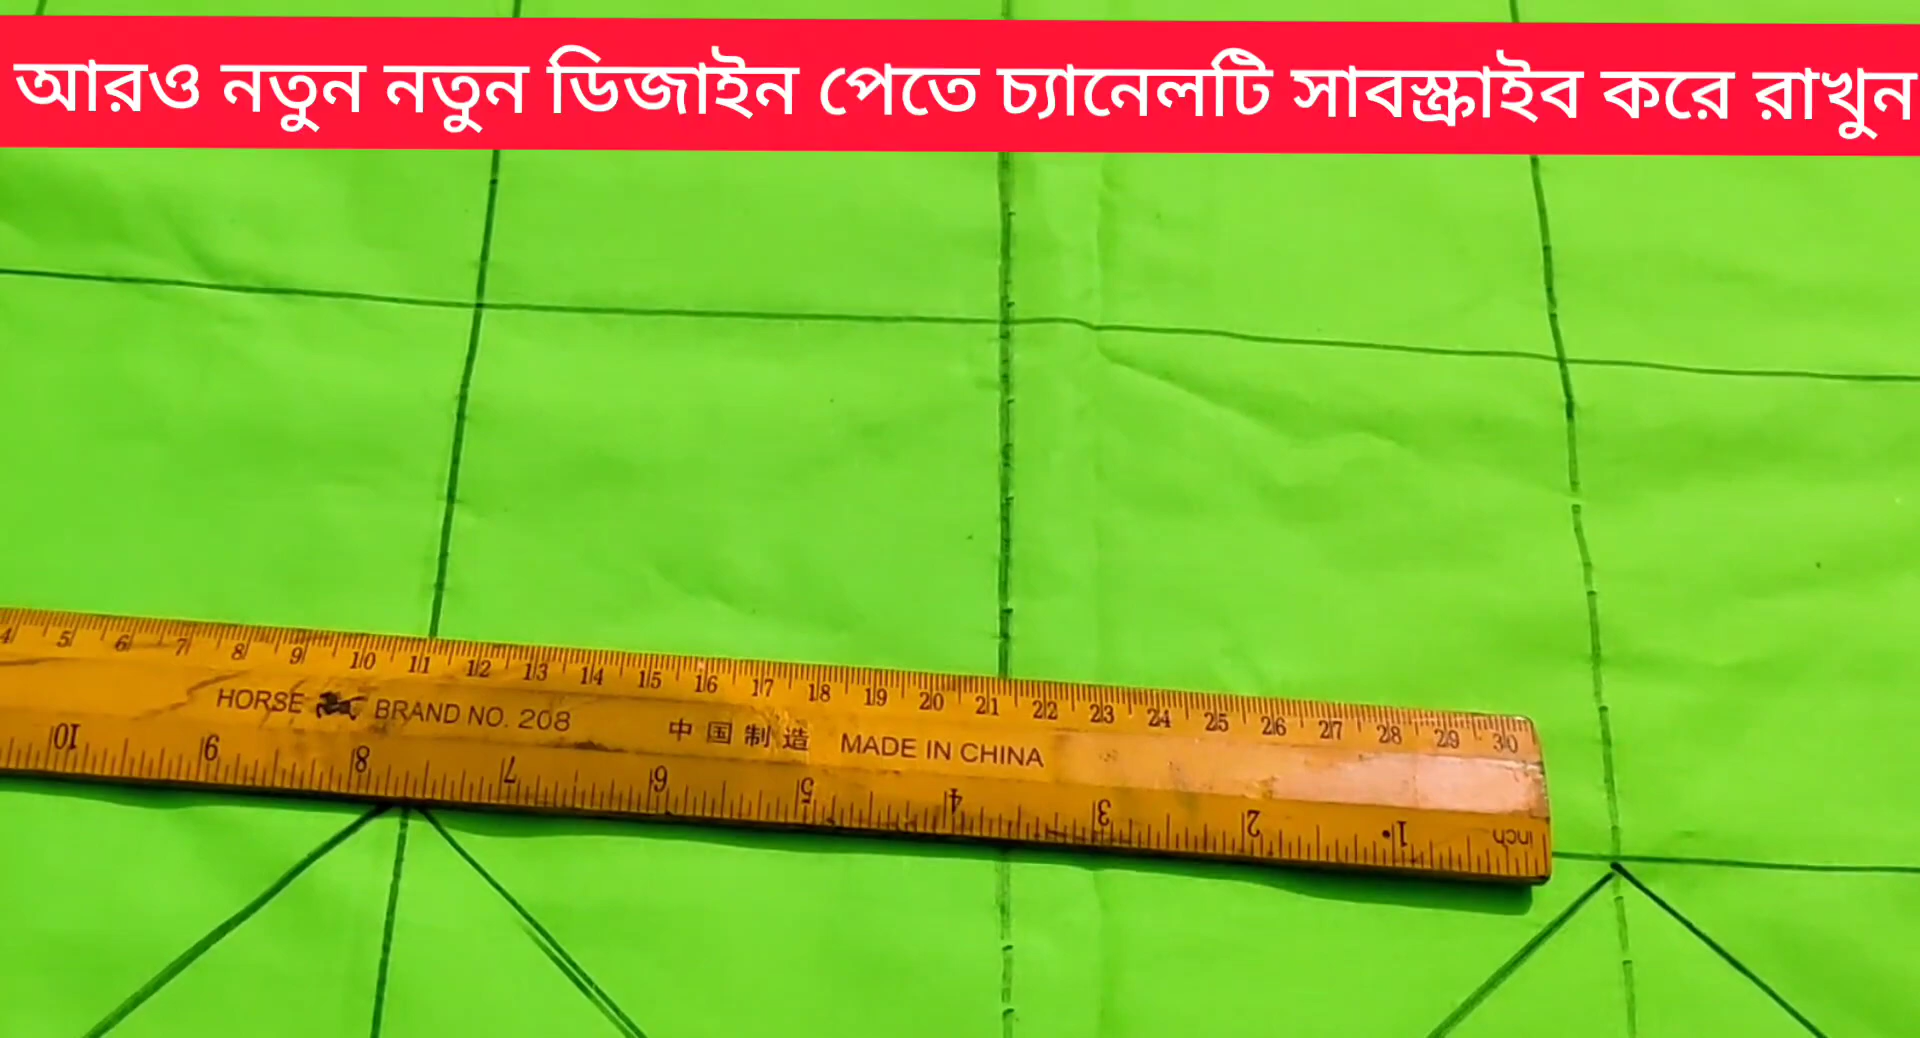 আরও নতুন নতুন ডিজাইন পেতে চ্যানেলটি সাবস্ক্রাইব করে রাখুন
4 5 6 7 8 9 10 11 12 13 14 15 16 17 18 19 20 21 22 23 24 25 26 27 28 29 30
HORSE BRAND NO. 208 中国制造 MADE IN CHINA
10 9 8 7 6 5 4 3 2 1 inch